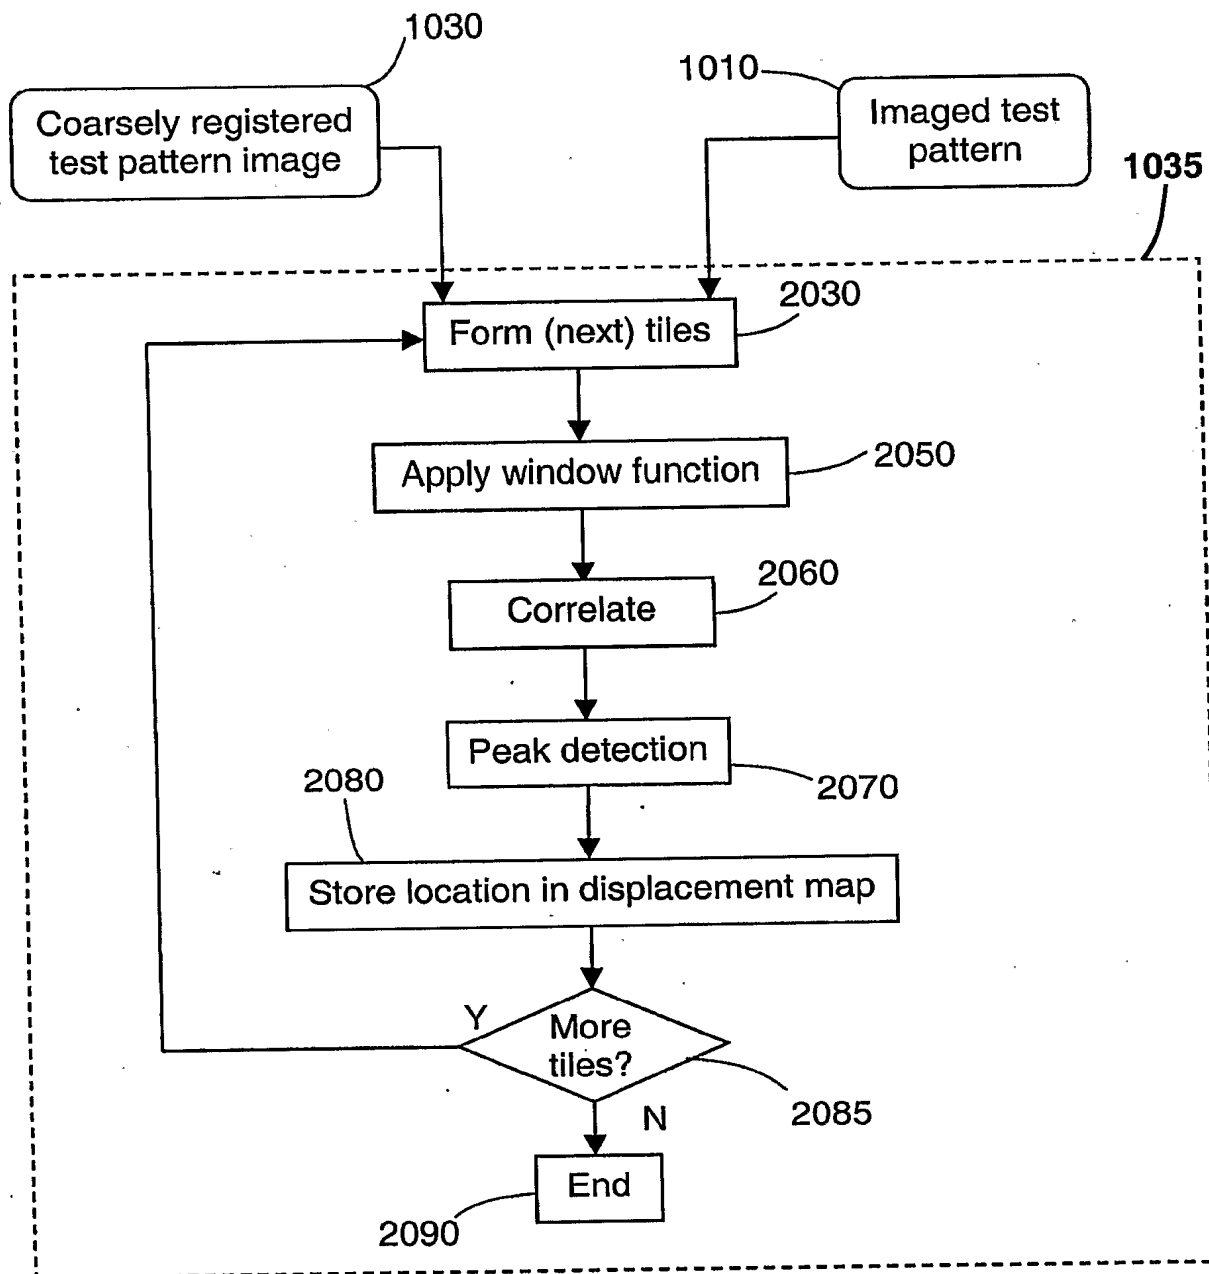 1030
1010
Coarsely registered
test pattern image
Imaged test
pattern
1035
2030
Form (next) tiles
2050
Apply window function
2060
Correlate
Peak detection
2070
2080
Store location in displacement map
Y
More
tiles?
2085
N
End
2090